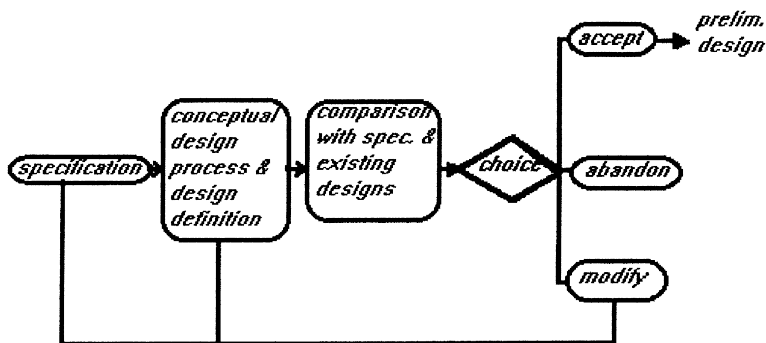 specification
conceptual
design
process &
design
definition
comparison
with spec. &
existing
designs
choice
accept
prelim.
design
abandon
modify